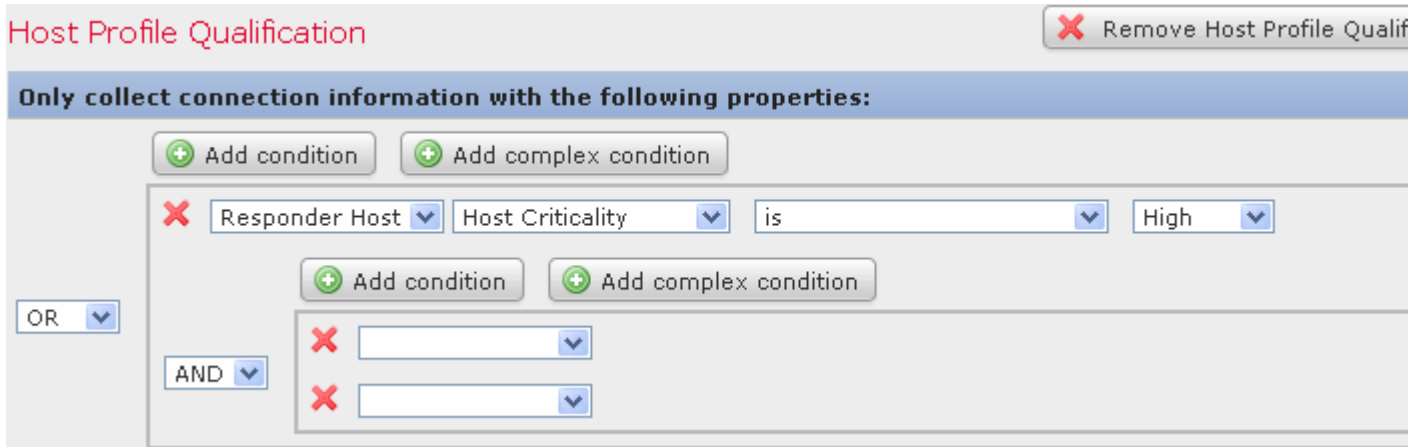 Host Profile Qualification
Remove Host Profile Qualif
Only collect connection information with the following properties:
Add condition Add complex condition
Responder Host Host Criticality is High
Add condition Add complex condition
OR
AND